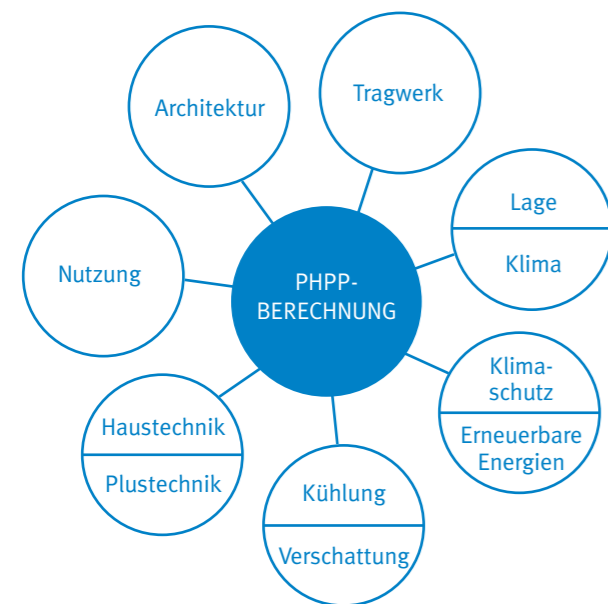 Architektur
Tragwerk
Lage
Klima
Nutzung
PHPP-
BERECHNUNG
Klima-
schutz
Erneuerbare
Energien
Haustechnik
Plustechnik
Kühlung
Verschattung